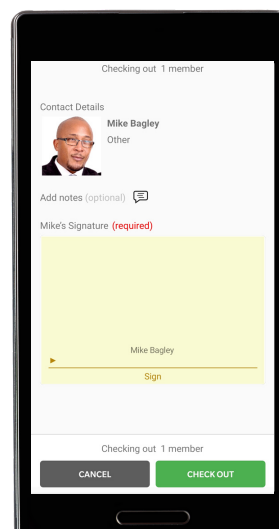 Checking out 1 member
Contact Details
Mike Bagley
Other
Add notes (optional)
Mike's Signature (required)
Mike Bagley
Sign
Checking out 1 member
CANCEL CHECK OUT